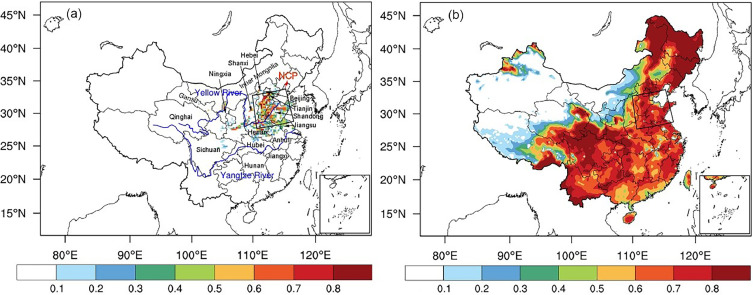 (a)
45°N
40°N
35°N
30°N
25°N
20°N
15°N
80°E 90°E 100°E 110°E 120°E
Hebei
Shanxi
Ningxia
Inner Mongolia
NCP
Yellow River
Gansu
Beijing
Qinghai
Tianjin
Shandong
Jiangsu
Henan
Anhui
Sichuan
Hubei
Jiangxi
Hunan
Yangtze River
0.1 0.2 0.3 0.4 0.5 0.6 0.7 0.8
(b)
45°N
40°N
35°N
30°N
25°N
20°N
15°N
80°E 90°E 100°E 110°E 120°E
0.1 0.2 0.3 0.4 0.5 0.6 0.7 0.8